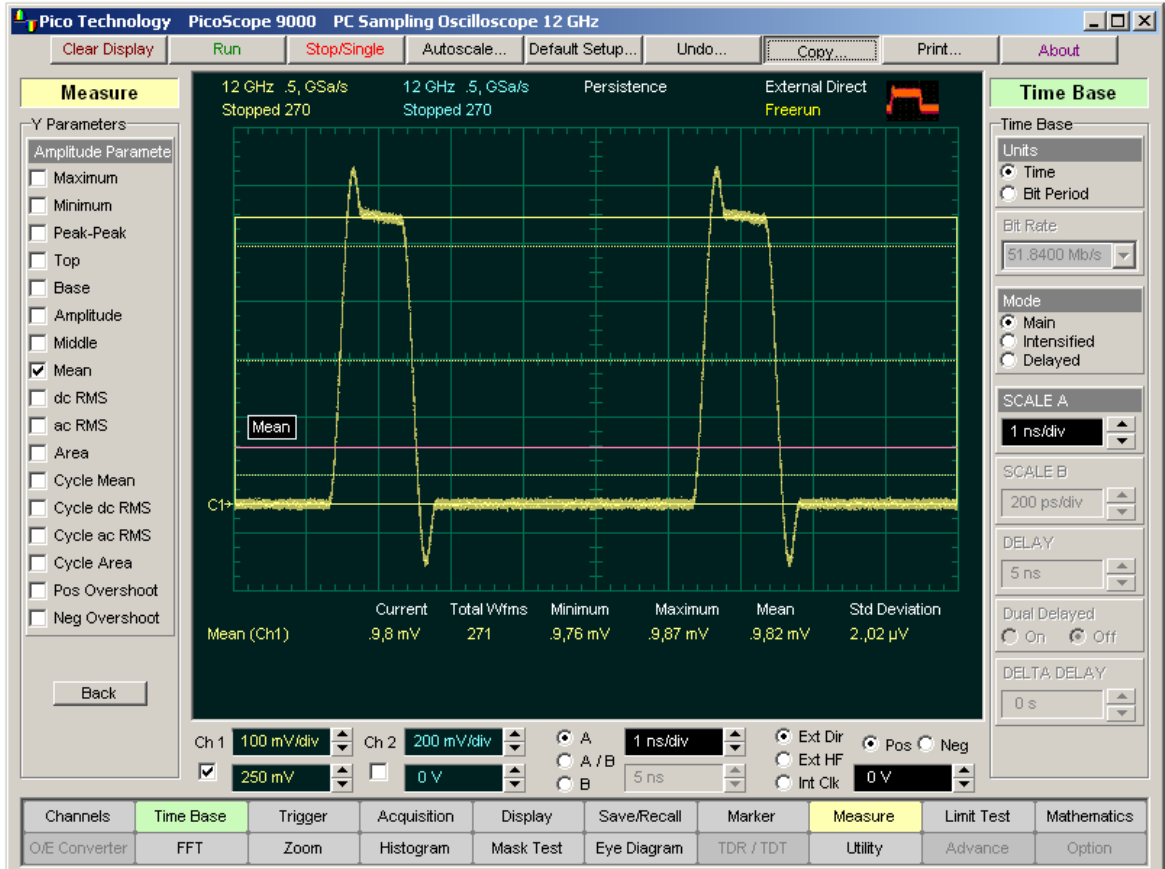 Pico Technology PicoScope 9000 PC Sampling Oscilloscope 12 GHz
Clear Display Run Stop/Single Autoscale... Default Setup... Undo... Copy... Print... About
Measure
Y Parameters
Amplitude Paramete
Maximum
Minimum
Peak-Peak
Top
Base
Amplitude
Middle
Mean
dc RMS
ac RMS
Area
Cycle Mean
Cycle dc RMS
Cycle ac RMS
Cycle Area
Pos Overshoot
Neg Overshoot
Back
12 GHz .5, GSa/s 12 GHz .5, GSa/s Persistence External Direct
Stopped 270 Stopped 270 Freerun
Mean
C1
Current Total Wfms Minimum Maximum Mean Std Deviation
Mean (Ch1) .9,8 mV 271 .9,76 mV .9,87 mV .9,82 mV 2.,02 µV
Time Base
Time Base
Units
Time
Bit Period
Bit Rate
51.8400 Mb/s
Mode
Main
Intensified
Delayed
SCALE A
1 ns/div
SCALE B
200 ps/div
DELAY
5 ns
Dual Delayed
On Off
DELTA DELAY
0 s
Ch 1 100 mV/div Ch 2 200 mV/div A 1 ns/div Ext Dir Pos Neg
A / B Ext HF
250 mV 0 V B 5 ns Int Clk 0 V
Channels Time Base Trigger Acquisition Display Save/Recall Marker Measure Limit Test Mathematics
O/E Converter FFT Zoom Histogram Mask Test Eye Diagram TDR / TDT Utility Advance Option